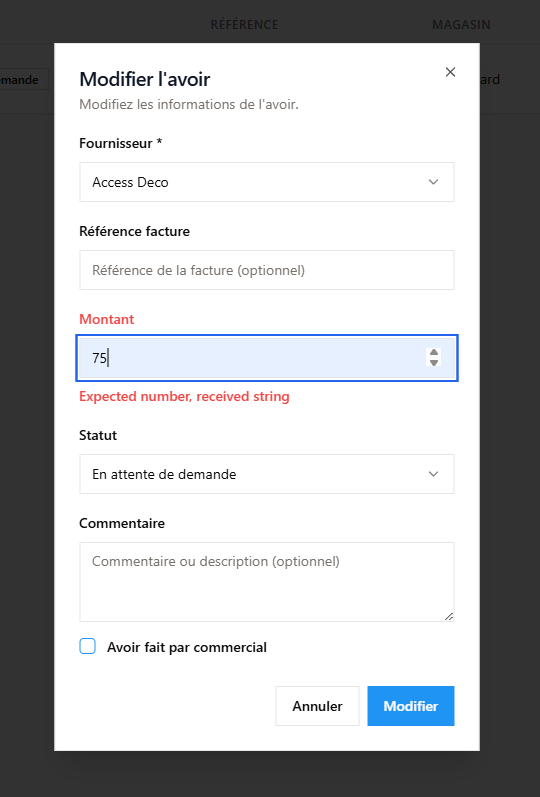 RÉFÉRENCE MAGASIN
Modifier l'avoir
Modifiez les informations de l'avoir.
Fournisseur *
Access Deco
Référence facture
Référence de la facture (optionnel)
Montant
75
Expected number, received string
Statut
En attente de demande
Commentaire
Commentaire ou description (optionnel)
Avoir fait par commercial
Annuler Modifier